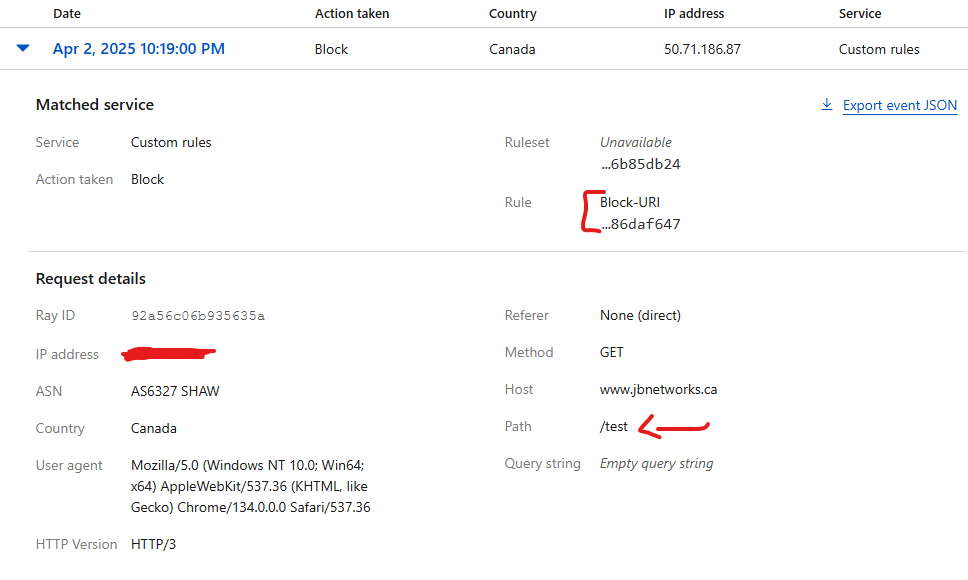 Date Action taken Country IP address Service
Apr 2, 2025 10:19:00 PM Block Canada 50.71.186.87 Custom rules
Matched service Export event JSON
Service Custom rules Ruleset Unavailable
...6b85db24
Action taken Block
Rule Block-URI
...86daf647
Request details
Ray ID 92a56c06b935635a Referer None (direct)
IP address Method GET
ASN AS6327 SHAW Host www.jbnetworks.ca
Country Canada Path /test
User agent Mozilla/5.0 (Windows NT 10.0; Win64; Query string Empty query string
x64) AppleWebKit/537.36 (KHTML, like
Gecko) Chrome/134.0.0.0 Safari/537.36
HTTP Version HTTP/3